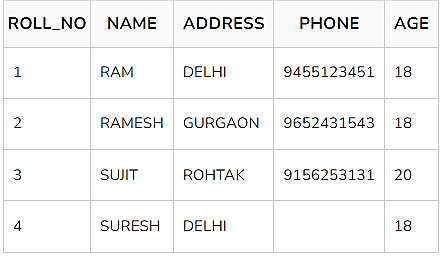 ROLL_NO NAME ADDRESS PHONE AGE
1 RAM DELHI 9455123451 18
2 RAMESH GURGAON 9652431543 18
3 SUJIT ROHTAK 9156253131 20
4 SURESH DELHI 18